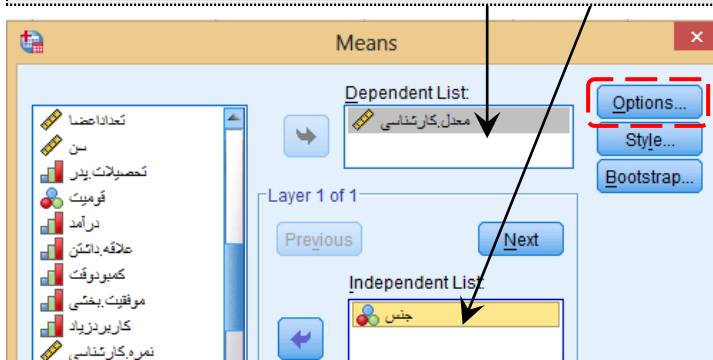 Means
Dependent List:
معدل.کارشناسی
Options...
Style...
Bootstrap...
تعداداعضا
سن
تحصیلات.پدر
قومیت
درآمد
علاقه.داشتن
کمبودوقت
موفقیت.بخشی
کاربردزیاد
نمره.کارشناسی
Layer 1 of 1
Previous
Next
Independent List:
جنس